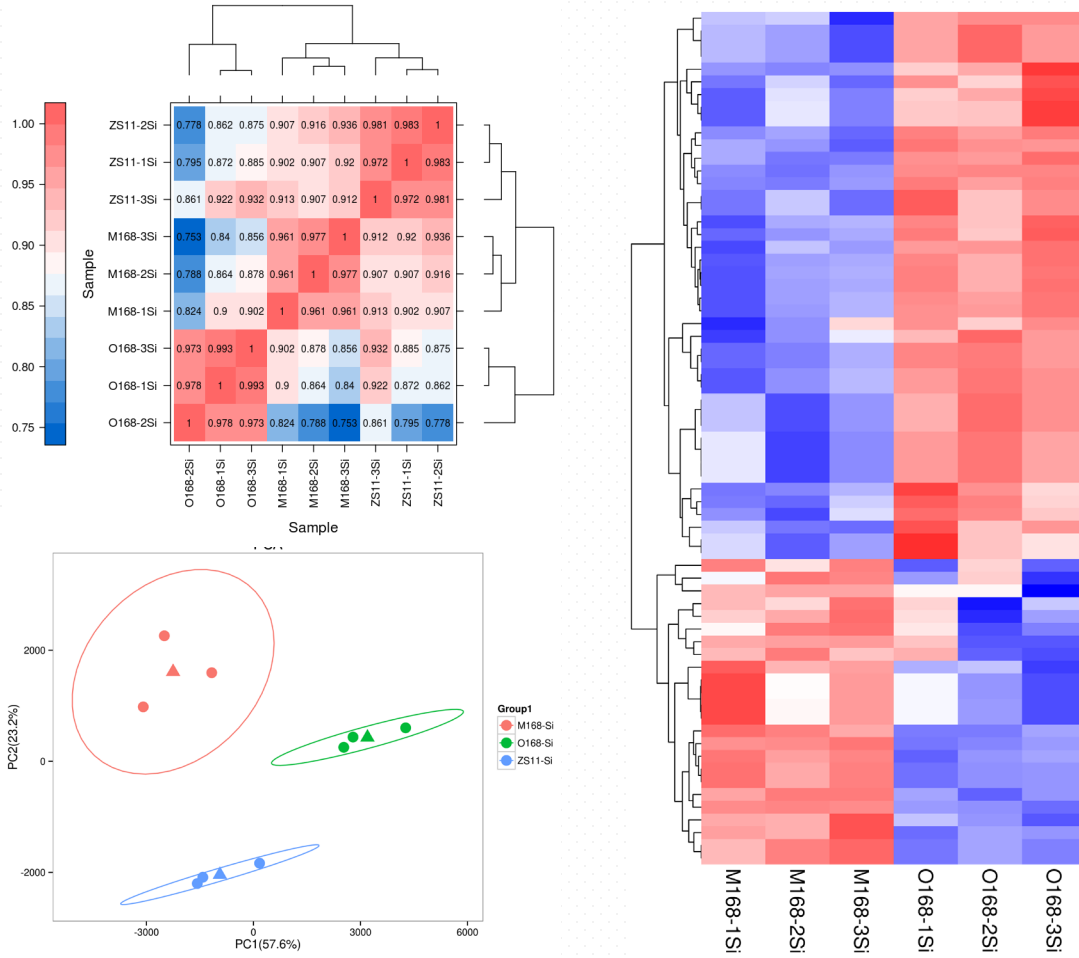 1.00
0.95
0.90
0.85
0.80
0.75
Sample
ZS11-2Si 0.778 0.862 0.875 0.907 0.916 0.936 0.981 0.983 1
ZS11-1Si 0.795 0.872 0.885 0.902 0.907 0.92 0.972 1 0.983
ZS11-3Si 0.861 0.922 0.932 0.913 0.907 0.912 1 0.972 0.981
M168-3Si 0.753 0.84 0.856 0.961 0.977 1 0.912 0.92 0.936
M168-2Si 0.788 0.864 0.878 0.961 1 0.977 0.907 0.907 0.916
M168-1Si 0.824 0.9 0.902 1 0.961 0.961 0.913 0.902 0.907
O168-3Si 0.973 0.993 1 0.902 0.878 0.856 0.932 0.885 0.875
O168-1Si 0.978 1 0.993 0.9 0.864 0.84 0.922 0.872 0.862
O168-2Si 1 0.978 0.973 0.824 0.788 0.753 0.861 0.795 0.778
O168-2Si O168-1Si O168-3Si M168-1Si M168-2Si M168-3Si ZS11-3Si ZS11-1Si ZS11-2Si
Sample
PC2(23.2%)
2000
0
-2000
-3000 0 3000 6000
PC1(57.6%)
Group1
M168-Si
O168-Si
ZS11-Si
M168-1Si M168-2Si M168-3Si O168-1Si O168-2Si O168-3Si